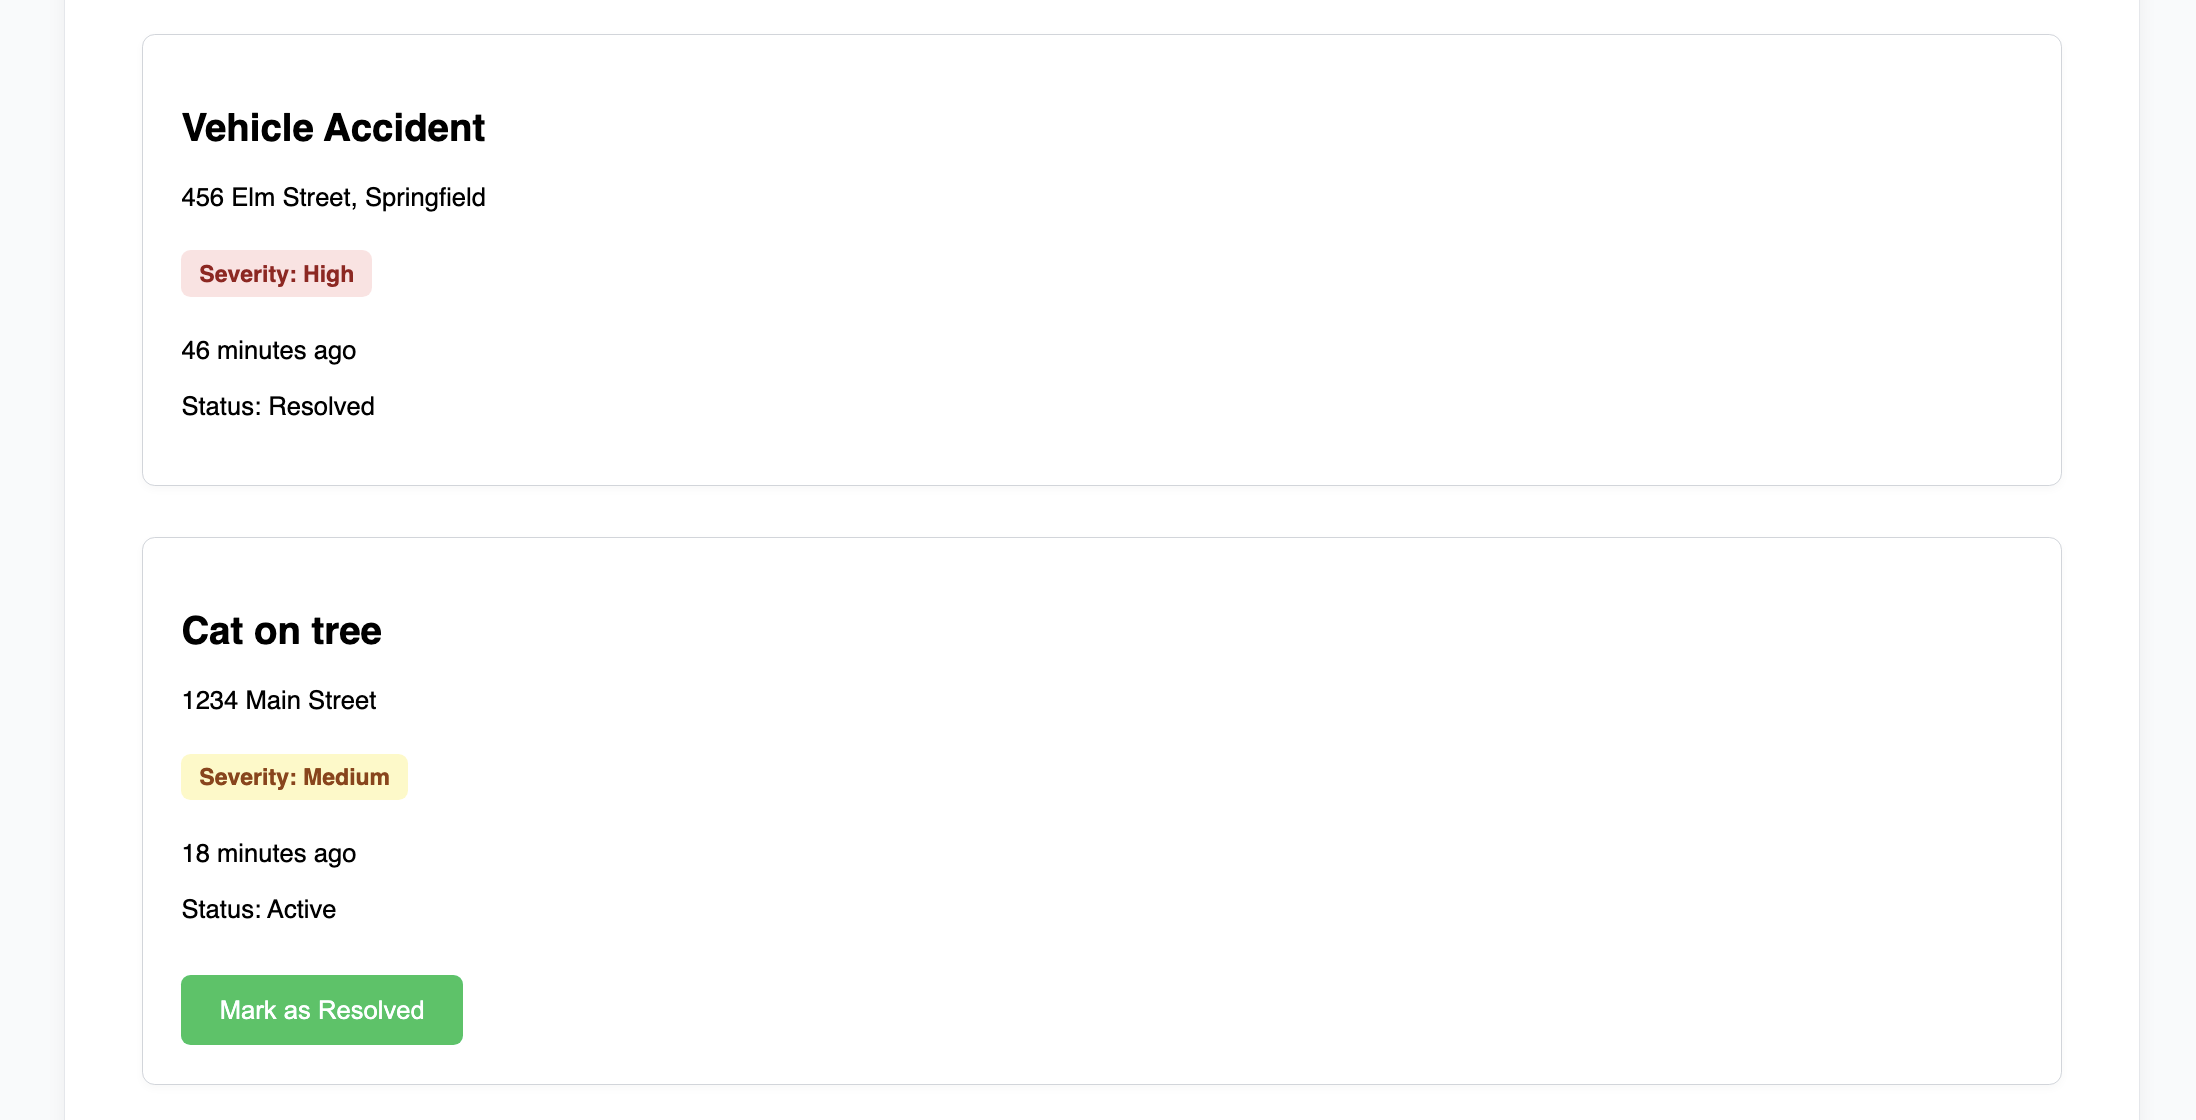 Vehicle Accident
456 Elm Street, Springfield
Severity: High
46 minutes ago
Status: Resolved
Cat on tree
1234 Main Street
Severity: Medium
18 minutes ago
Status: Active
Mark as Resolved